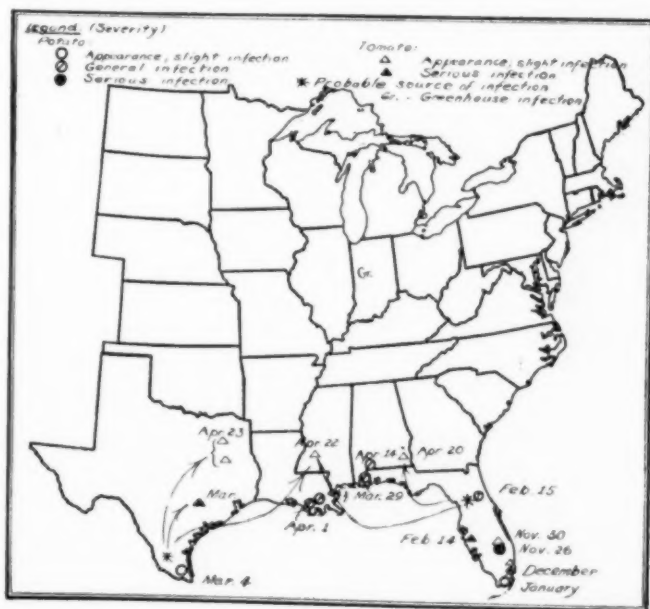 Legend (Severity)
Potato:
Appearance, slight infection
General infection
Serious infection
Tomato:
Appearance, slight infection
Serious infection
Probable source of infection
Gr. - Greenhouse infection
Gr.
Apr. 23
Apr. 22
Apr. 14
Apr. 20
Mar.
Mar. 29
Feb. 15
Apr. 1
Feb. 14
Nov. 30
Nov. 26
Mar. 4
December
January